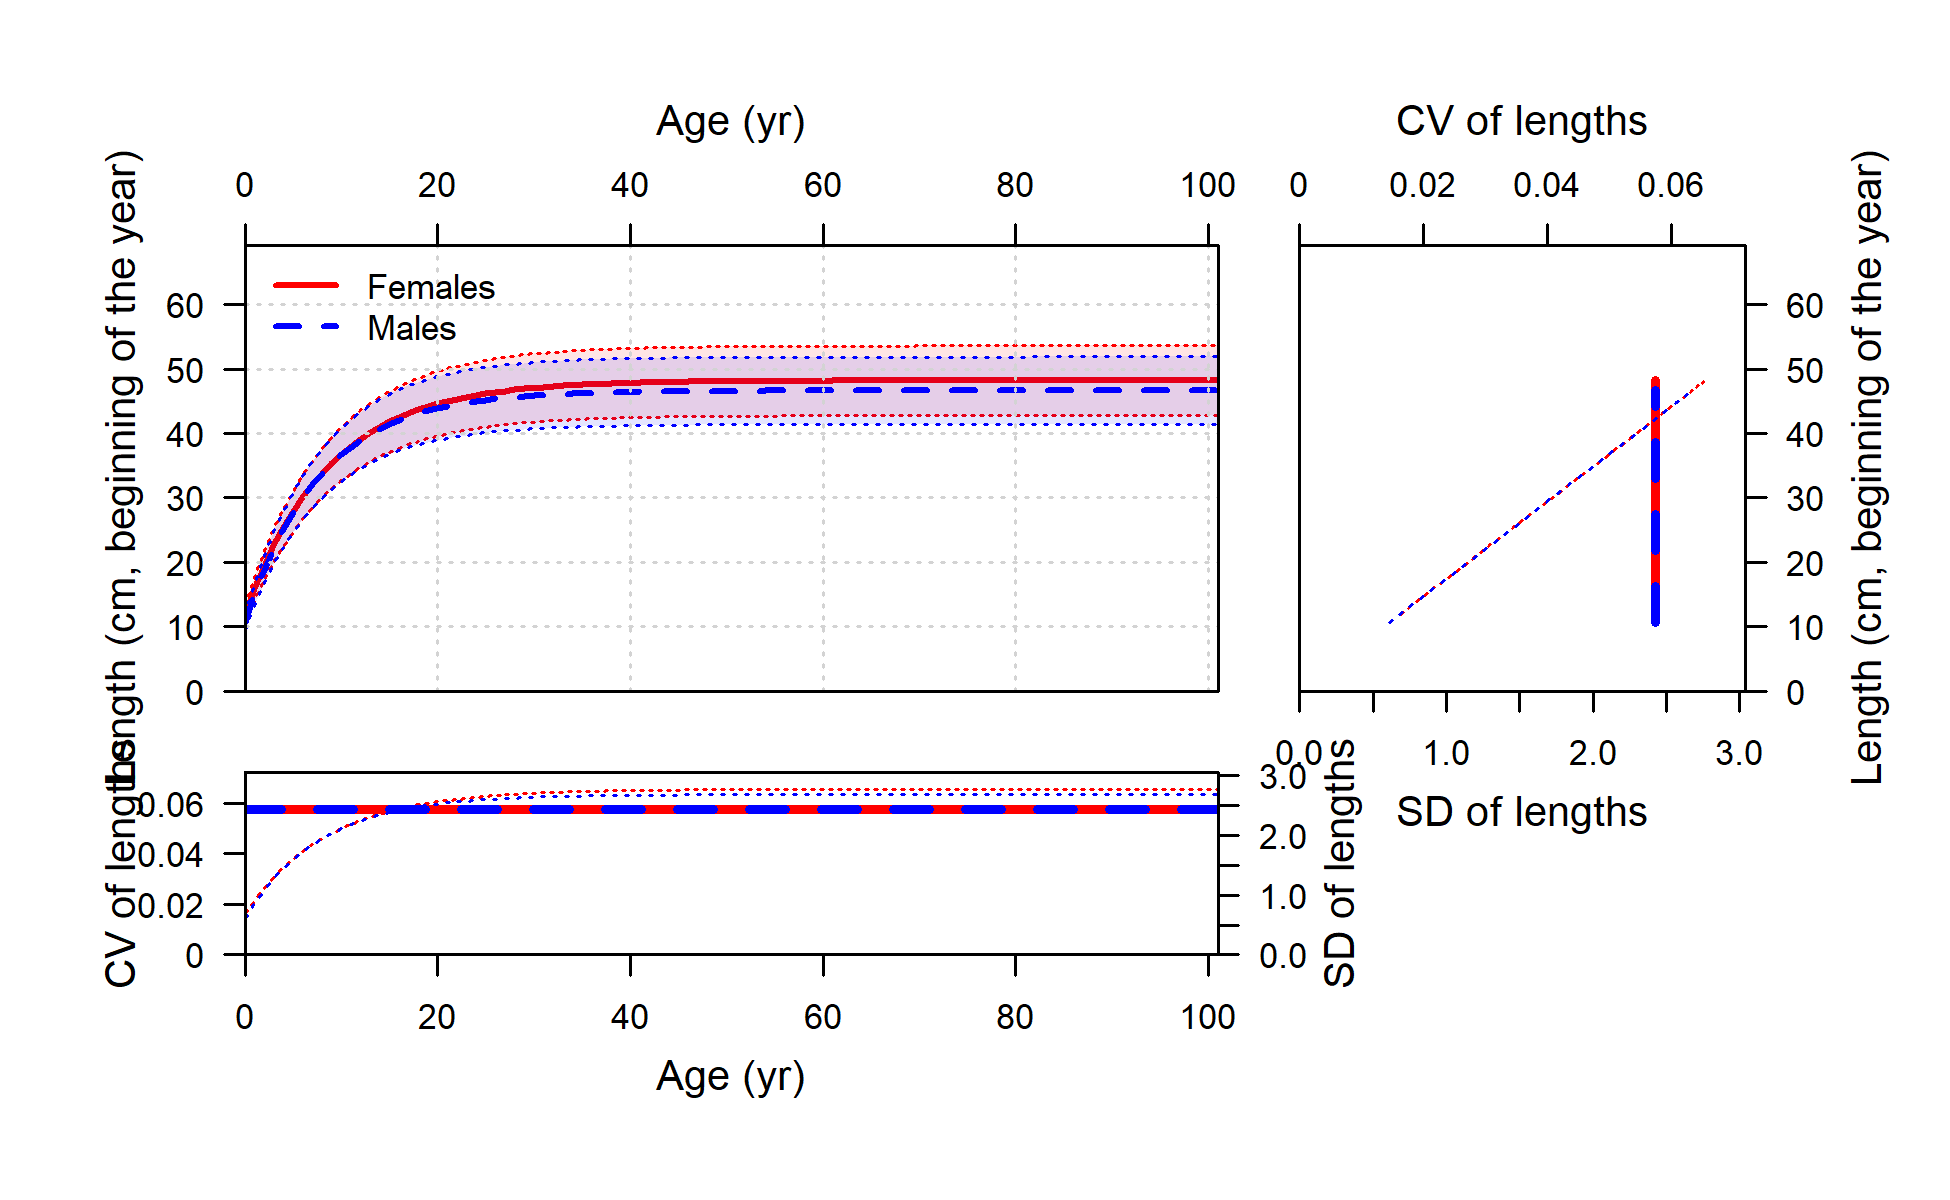 Age (yr)
CV of lengths
0 20 40 60 80 100
0 0.02 0.04 0.06
Length (cm, beginning of the year)
60
50
40
30
20
10
0
Females
Males
60
50
40
30
20
10
0
Length (cm, beginning of the year)
0.0 1.0 2.0 3.0
SD of lengths
CV of lengths
0.06
0.04
0.02
0
3.0
2.0
1.0
0.0
SD of lengths
0 20 40 60 80 100
Age (yr)